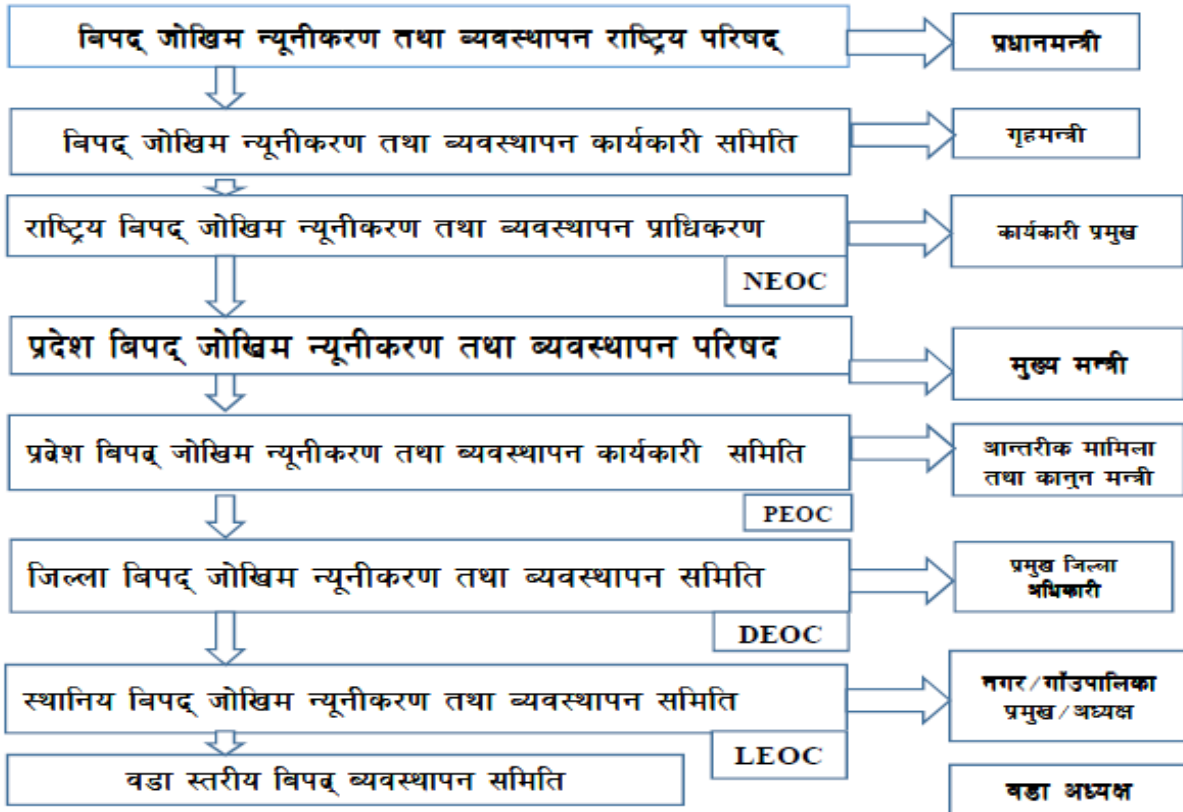 बिपद् जोखिम न्यूनीकरण तथा ब्यवस्थापन राष्ट्रिय परिषद्
प्रधानमन्त्री
बिपद् जोखिम न्यूनीकरण तथा ब्यवस्थापन कार्यकारी समिति
गृहमन्त्री
राष्ट्रिय बिपद् जोखिम न्यूनीकरण तथा ब्यवस्थापन प्राधिकरण
कार्यकारी प्रमुख
NEOC
प्रदेश बिपद् जोखिम न्यूनीकरण तथा ब्यवस्थापन परिषद
मुख्य मन्त्री
प्रदेश बिपद् जोखिम न्यूनीकरण तथा ब्यवस्थापन कार्यकारी समिति
आन्तरीक मामिला
तथा कानुन मन्त्री
PEOC
जिल्ला बिपद् जोखिम न्यूनीकरण तथा ब्यवस्थापन समिति
प्रमुख जिल्ला
अधिकारी
DEOC
स्थानिय बिपद् जोखिम न्यूनीकरण तथा ब्यवस्थापन समिति
नगर/गाँउपालिका
प्रमुख/अध्यक्ष
LEOC
वडा स्तरीय बिपद् ब्यवस्थापन समिति
वडा अध्यक्ष